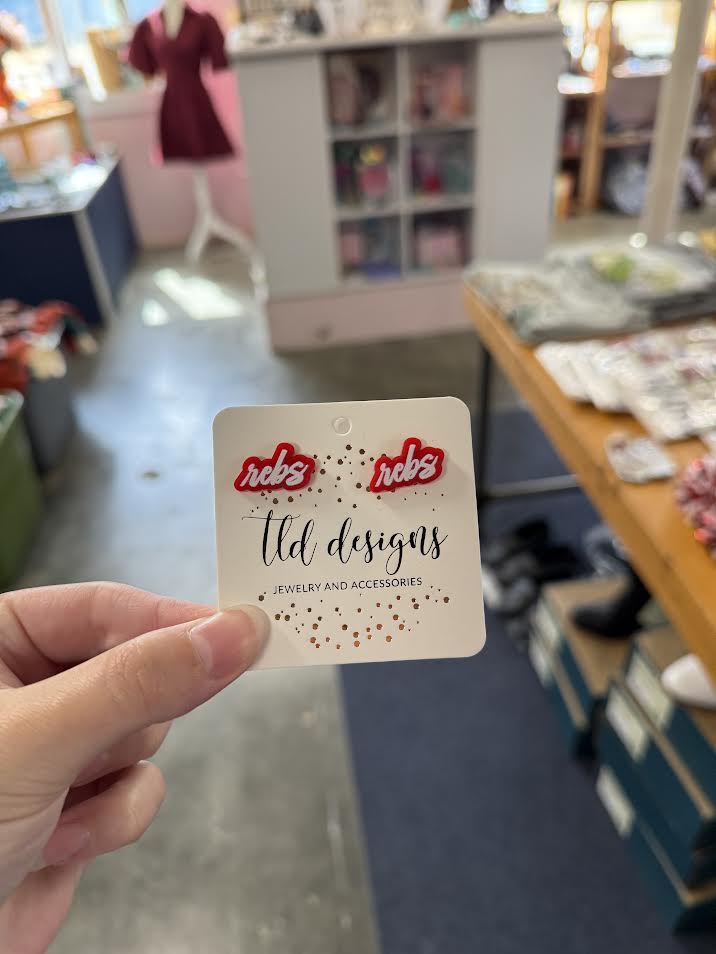 rebs rebs
tld designs
JEWELRY AND ACCESSORIES